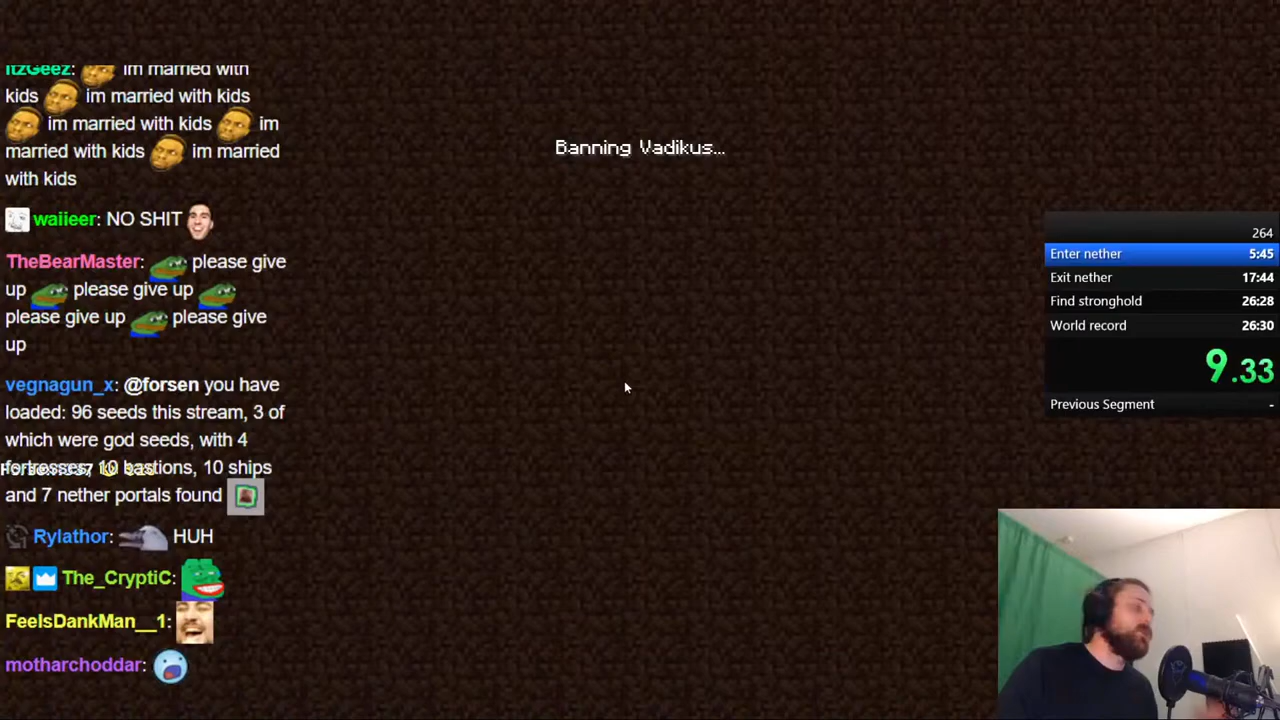 ItzGeez: im married with
kids im married with kids
im married with kids im
married with kids im married
with kids
Banning Vadikus...
waiieer: NO SHIT
TheBearMaster: please give
up please give up
please give up please give
up
vegnagun_x: @forsen you have
loaded: 96 seeds this stream, 3 of
which were god seeds, with 4
fortresses, 10 bastions, 10 ships
and 7 nether portals found
Rylathor: HUH
The_CryptiC:
FeelsDankMan__1:
motharchoddar:
264
Enter nether 5:45
Exit nether 17:44
Find stronghold 26:28
World record 26:30
9.33
Previous Segment -